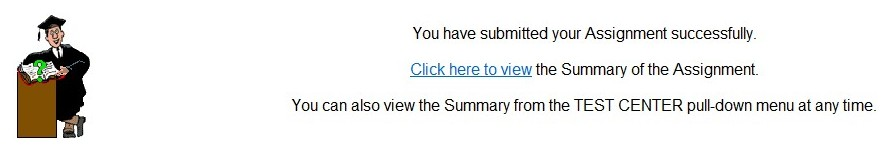 You have submitted your Assignment successfully.
Click here to view the Summary of the Assignment.
You can also view the Summary from the TEST CENTER pull-down menu at any time.
?